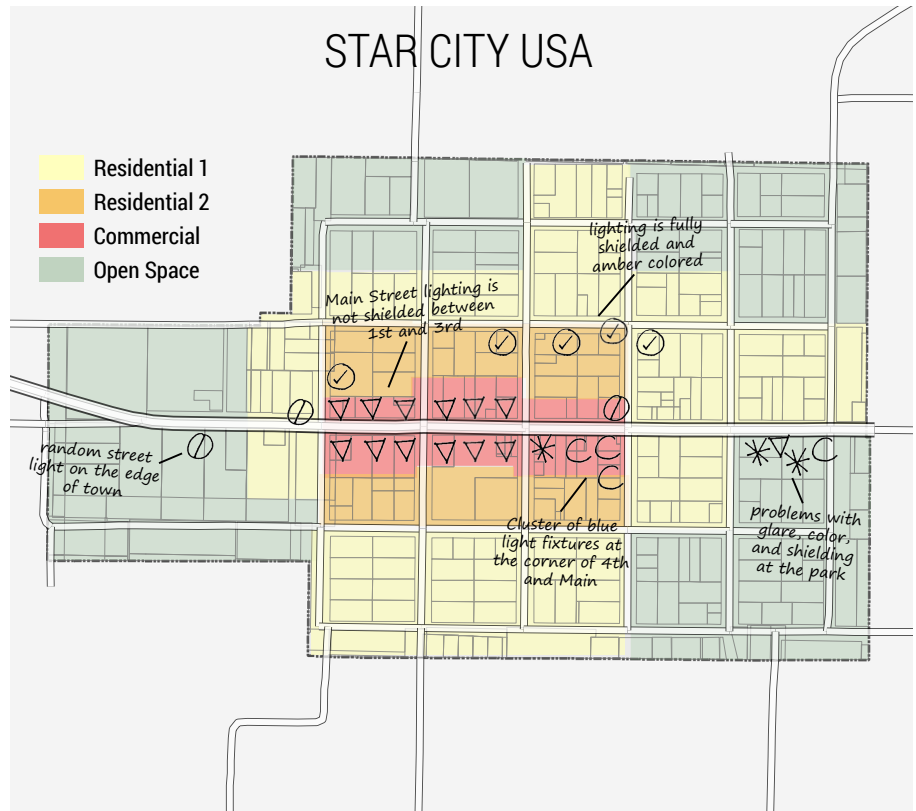 STAR CITY USA
Residential 1
Residential 2
Commercial
Open Space
lighting is fully
shielded and
amber colored
Main Street lighting is
not shielded between
1st and 3rd
random street
light on the edge
of town
Cluster of blue
light fixtures at
the corner of 4th
and Main
problems with
glare, color,
and shielding
at the park